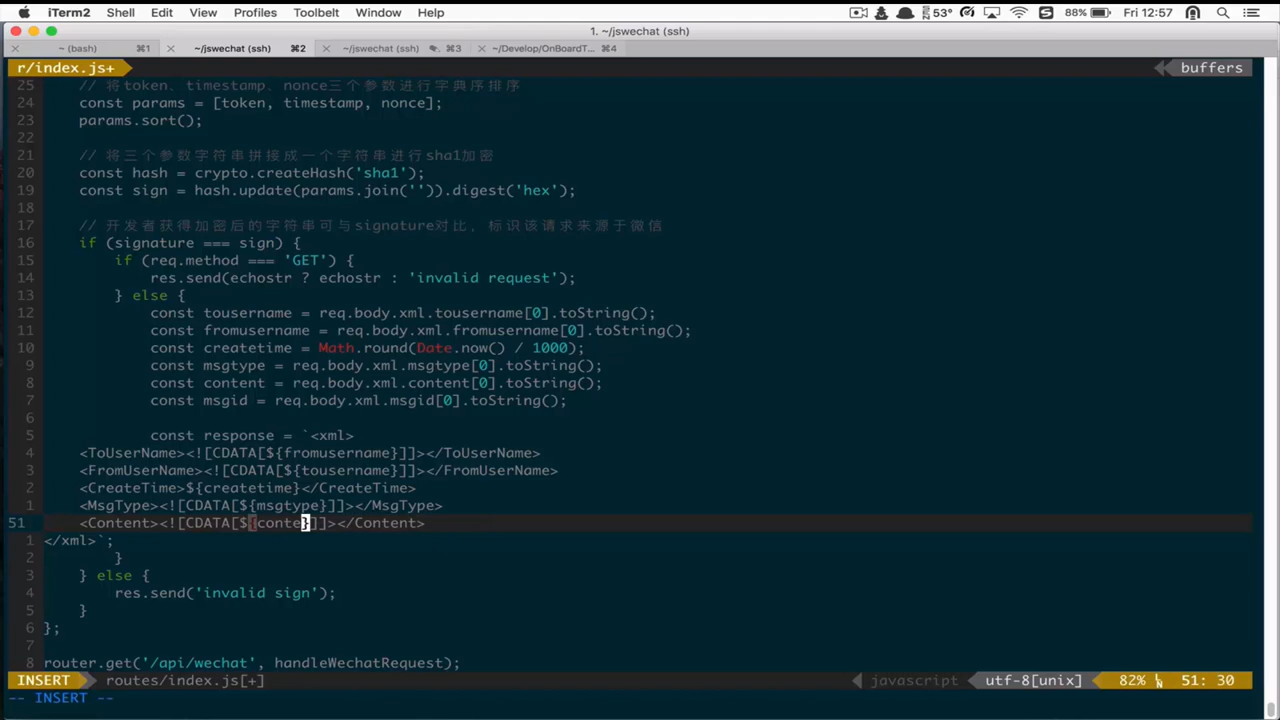 iTerm2 Shell Edit View Profiles Toolbelt Window Help 53° 88% Fri 12:57
1. ~/jswechat (ssh)
~ (bash) ⌘1 ~/jswechat (ssh) ⌘2 ~/jswechat (ssh) ⌘3 ~/Develop/OnBoardT... ⌘4
r/index.js+ buffers
25 // 将token、timestamp、nonce三个参数进行字典序排序
24 const params = [token, timestamp, nonce];
23 params.sort();
22
21 // 将三个参数字符串拼接成一个字符串进行sha1加密
20 const hash = crypto.createHash('sha1');
19 const sign = hash.update(params.join('')).digest('hex');
18
17 // 开发者获得加密后的字符串可与signature对比，标识该请求来源于微信
16 if (signature === sign) {
15 if (req.method === 'GET') {
14 res.send(echostr ? echostr : 'invalid request');
13 } else {
12 const tousername = req.body.xml.tousername[0].toString();
11 const fromusername = req.body.xml.fromusername[0].toString();
10 const createtime = Math.round(Date.now() / 1000);
9 const msgtype = req.body.xml.msgtype[0].toString();
8 const content = req.body.xml.content[0].toString();
7 const msgid = req.body.xml.msgid[0].toString();
6
5 const response = `<xml>
4 <ToUserName><![CDATA[${fromusername}]]></ToUserName>
3 <FromUserName><![CDATA[${tousername}]]></FromUserName>
2 <CreateTime>${createtime}</CreateTime>
1 <MsgType><![CDATA[${msgtype}]]></MsgType>
51 <Content><![CDATA[${conte}]]></Content>
1 </xml>`;
2 }
3 } else {
4 res.send('invalid sign');
5 }
6 };
7
8 router.get('/api/wechat', handleWechatRequest);
INSERT routes/index.js[+] javascript utf-8[unix] 82% 51: 30
-- INSERT --